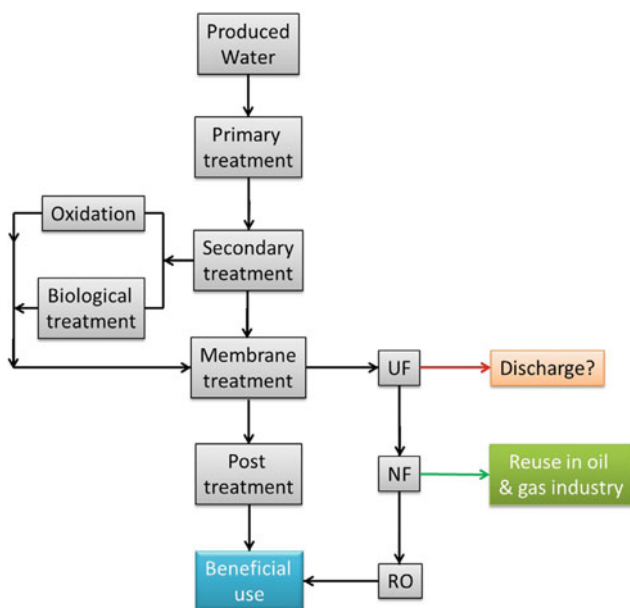 Produced
Water
Primary
treatment
Oxidation
Secondary
treatment
Biological
treatment
Membrane
treatment
UF
Discharge?
Post
treatment
NF
Reuse in oil
& gas industry
Beneficial
use
RO